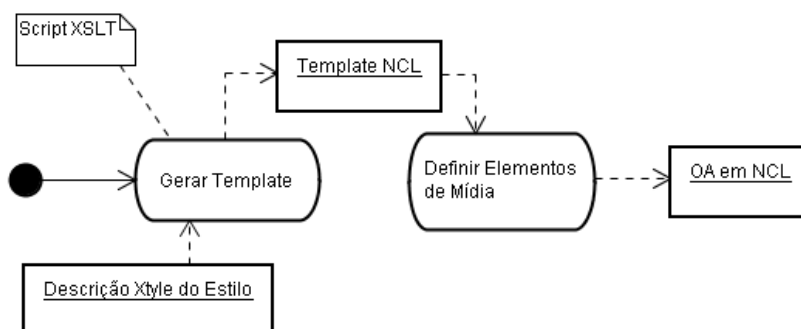 Script XSLT
Template NCL
Gerar Template
Definir Elementos
de Mídia
OA em NCL
Descrição Xtyle do Estilo